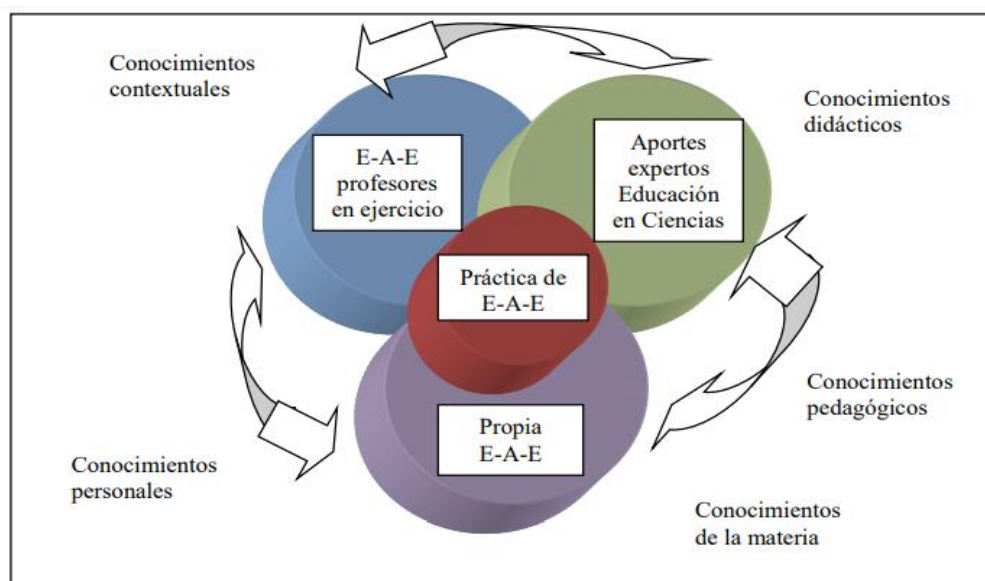 Conocimientos
contextuales
Conocimientos
didácticos
E-A-E
profesores
en ejercicio
Aportes
expertos
Educación
en Ciencias
Práctica de
E-A-E
Conocimientos
pedagógicos
Propia
E-A-E
Conocimientos
personales
Conocimientos
de la materia